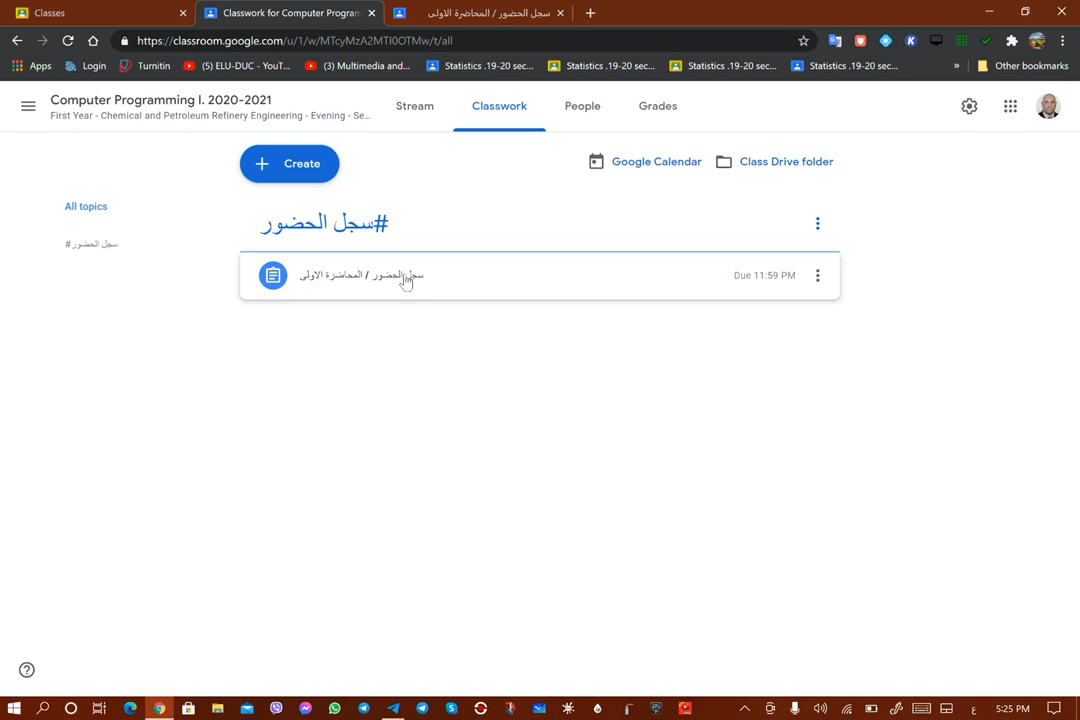 Classes
Classwork for Computer Program
سجل الحضور / المحاضرة الاولى
https://classroom.google.com/u/1/w/MTcyMzA2MTI0OTMw/t/all
Apps
Login
Turnitin
(5) ELU-DUC - YouT...
(3) Multimedia and...
Statistics .19-20 sec...
Statistics .19-20 sec...
Statistics .19-20 sec...
Statistics .19-20 sec...
»
Other bookmarks
Computer Programming I. 2020-2021
First Year - Chemical and Petroleum Refinery Engineering - Evening - Se...
Stream
Classwork
People
Grades
Create
Google Calendar
Class Drive folder
All topics
#سجل الحضور
#سجل الحضور
سجل الحضور / المحاضرة الاولى
Due 11:59 PM
ع
5:25 PM